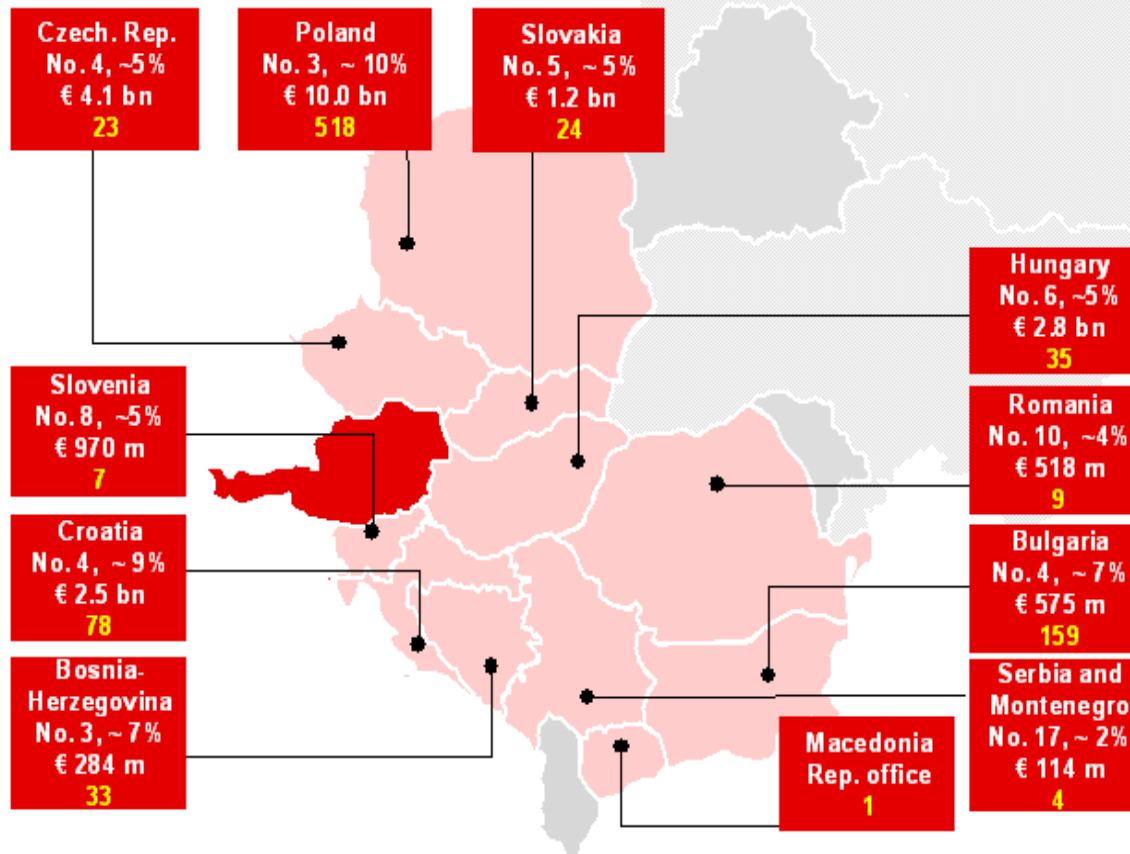 Czech. Rep.
No. 4, ~5%
€ 4.1 bn
23
Poland
No. 3, ~ 10%
€ 10.0 bn
518
Slovakia
No. 5, ~ 5%
€ 1.2 bn
24
Hungary
No. 6, ~5%
€ 2.8 bn
35
Slovenia
No. 8, ~5%
€ 970 m
7
Romania
No. 10, ~4%
€ 518 m
9
Croatia
No. 4, ~ 9%
€ 2.5 bn
78
Bulgaria
No. 4, ~ 7%
€ 575 m
159
Bosnia-
Herzegovina
No. 3, ~ 7%
€ 284 m
33
Serbia and
Montenegro
No. 17, ~ 2%
€ 114 m
4
Macedonia
Rep. office
1